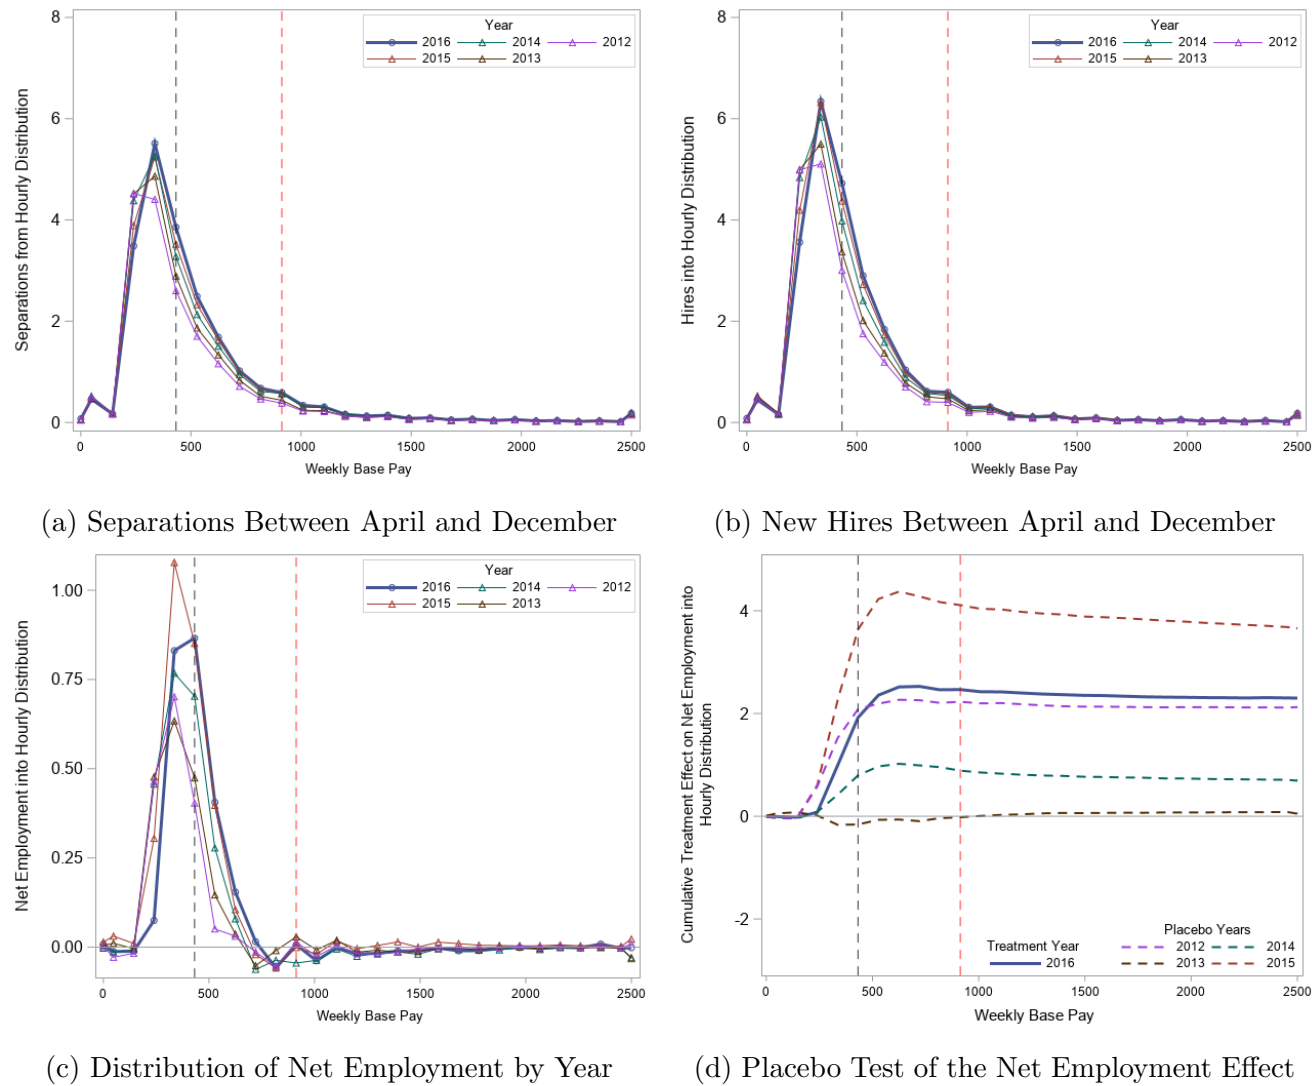 Separations from Hourly Distribution
8
6
4
2
0
Year
2016 2014 2012
2015 2013
0 500 1000 1500 2000 2500
Weekly Base Pay
(a) Separations Between April and December
Hires into Hourly Distribution
8
6
4
2
0
Year
2016 2014 2012
2015 2013
0 500 1000 1500 2000 2500
Weekly Base Pay
(b) New Hires Between April and December
Net Employment into Hourly Distribution
1.00
0.75
0.50
0.25
0.00
Year
2016 2014 2012
2015 2013
0 500 1000 1500 2000 2500
Weekly Base Pay
(c) Distribution of Net Employment by Year
Cumulative Treatment Effect on Net Employment into
Hourly Distribution
4
2
0
-2
Treatment Year
2016
Placebo Years
2012 2014
2013 2015
0 500 1000 1500 2000 2500
Weekly Base Pay
(d) Placebo Test of the Net Employment Effect